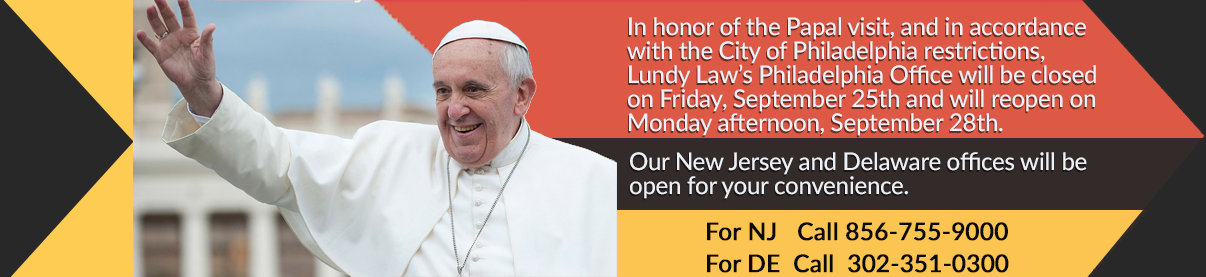 In honor of the Papal visit, and in accordance
with the City of Philadelphia restrictions,
Lundy Law's Philadelphia Office will be closed
on Friday, September 25th and will reopen on
Monday afternoon, September 28th.
Our New Jersey and Delaware offices will be
open for your convenience.
For NJ Call 856-755-9000
For DE Call 302-351-0300